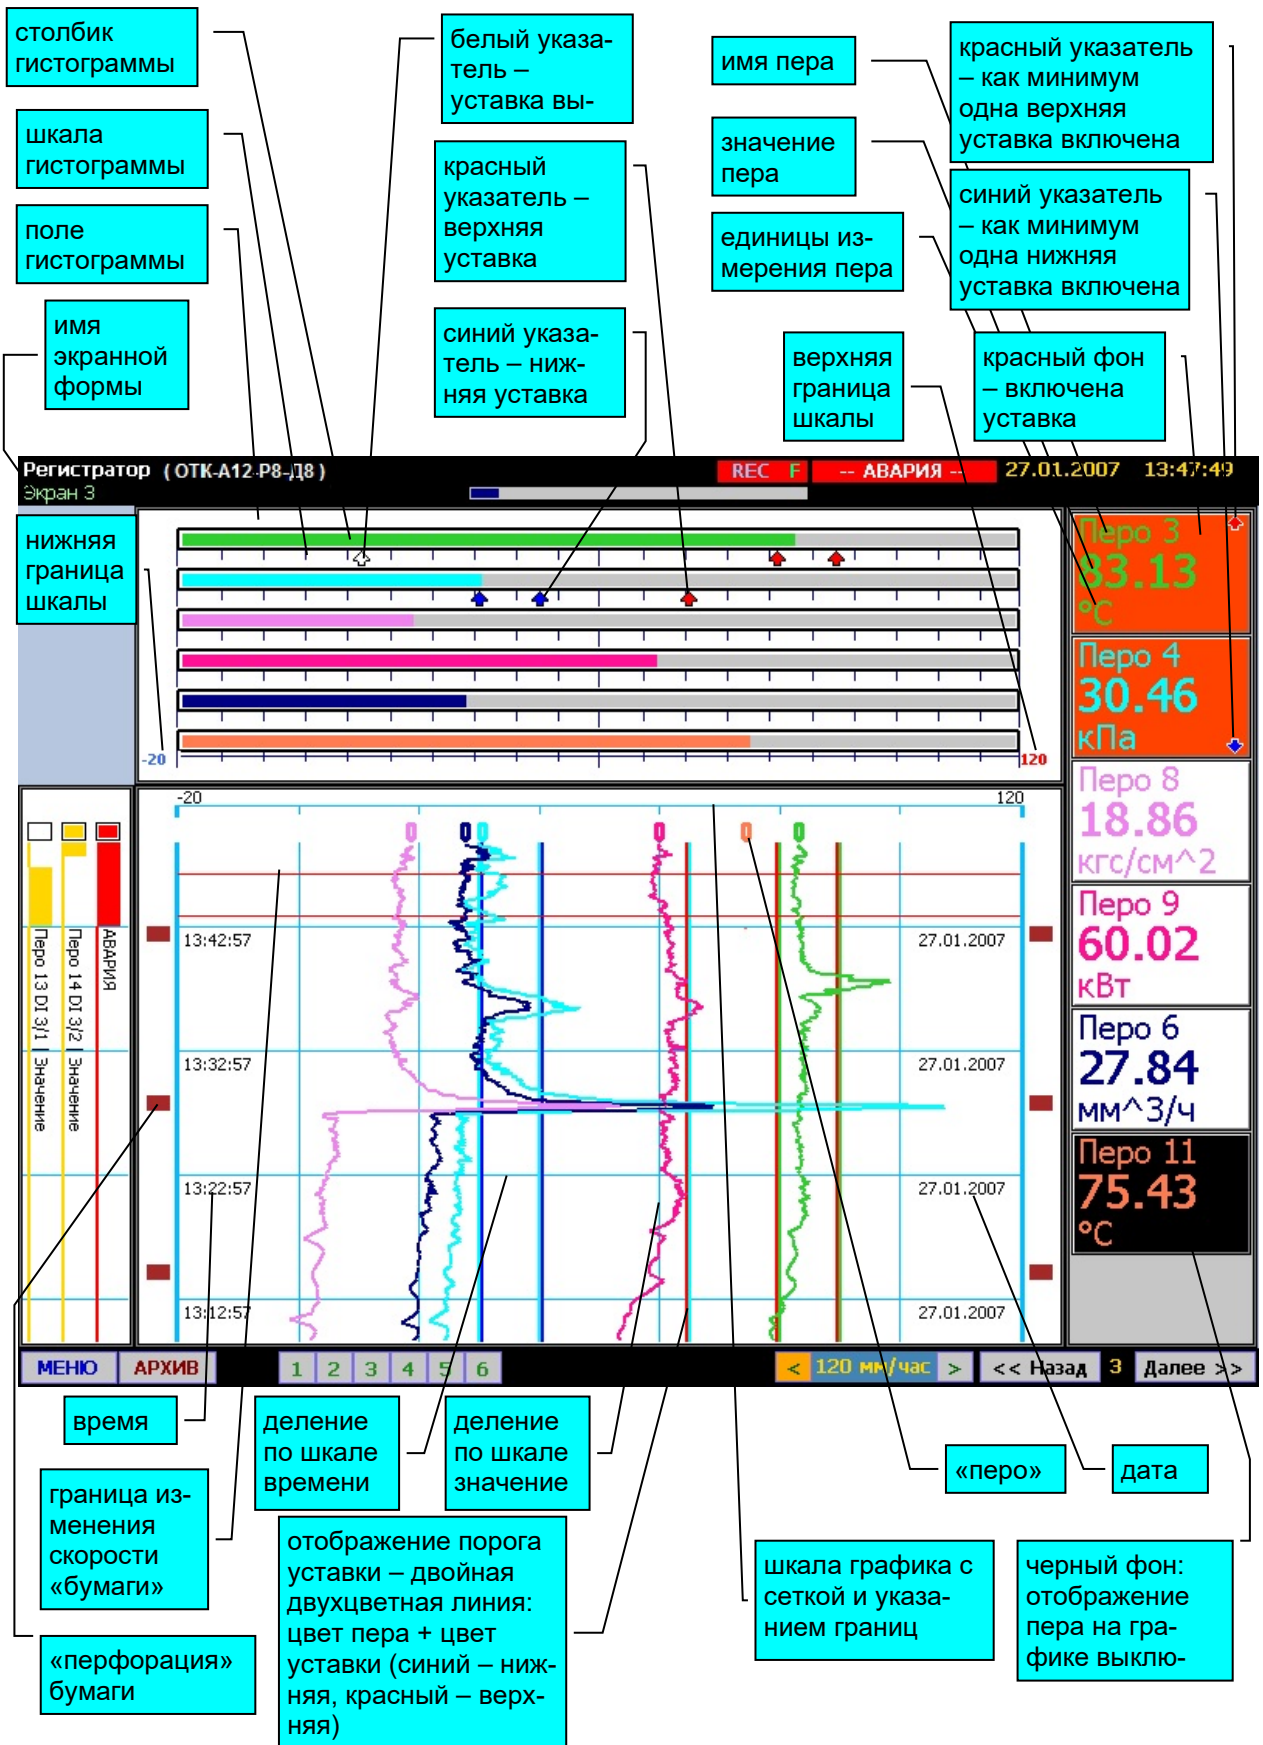 столбик
гистограммы
белый указа-
тель –
уставка вы-
имя пера
красный указатель
– как минимум
одна верхняя
уставка включена
шкала
гистограммы
красный
указатель –
верхняя
уставка
значение
пера
синий указатель
– как минимум
одна нижняя
уставка включена
поле
гистограммы
единицы из-
мерения пера
имя
экранной
формы
синий указа-
тель – ниж-
няя уставка
верхняя
граница
шкалы
красный фон
– включена
уставка
Регистратор (ОТК-А12-Р8-Д8)
REC F
-- АВАРИЯ --
27.01.2007 13:47:49
Экран 3
нижняя
граница
шкалы
-20
120
Перо 3
83.13
°C
Перо 4
30.46
кПа
Перо 8
18.86
кгс/см^2
Перо 9
60.02
кВт
Перо 6
27.84
мм^3/ч
Перо 11
75.43
°C
-20
120
Перо 13 DI 3/1 | Значение
Перо 14 DI 3/2 | Значение
АВАРИЯ
13:42:57
27.01.2007
13:32:57
27.01.2007
13:22:57
27.01.2007
13:12:57
27.01.2007
МЕНЮ
АРХИВ
1 2 3 4 5 6
< 120 мм/час >
<< Назад 3 Далее >>
время
деление
по шкале
времени
деление
по шкале
значение
«перо»
дата
граница из-
менения
скорости
«бумаги»
отображение порога
уставки – двойная
двухцветная линия:
цвет пера + цвет
уставки (синий – ниж-
няя, красный – верх-
няя)
шкала графика с
сеткой и указа-
нием границ
черный фон:
отображение
пера на гра-
фике выклю-
«перфорация»
бумаги